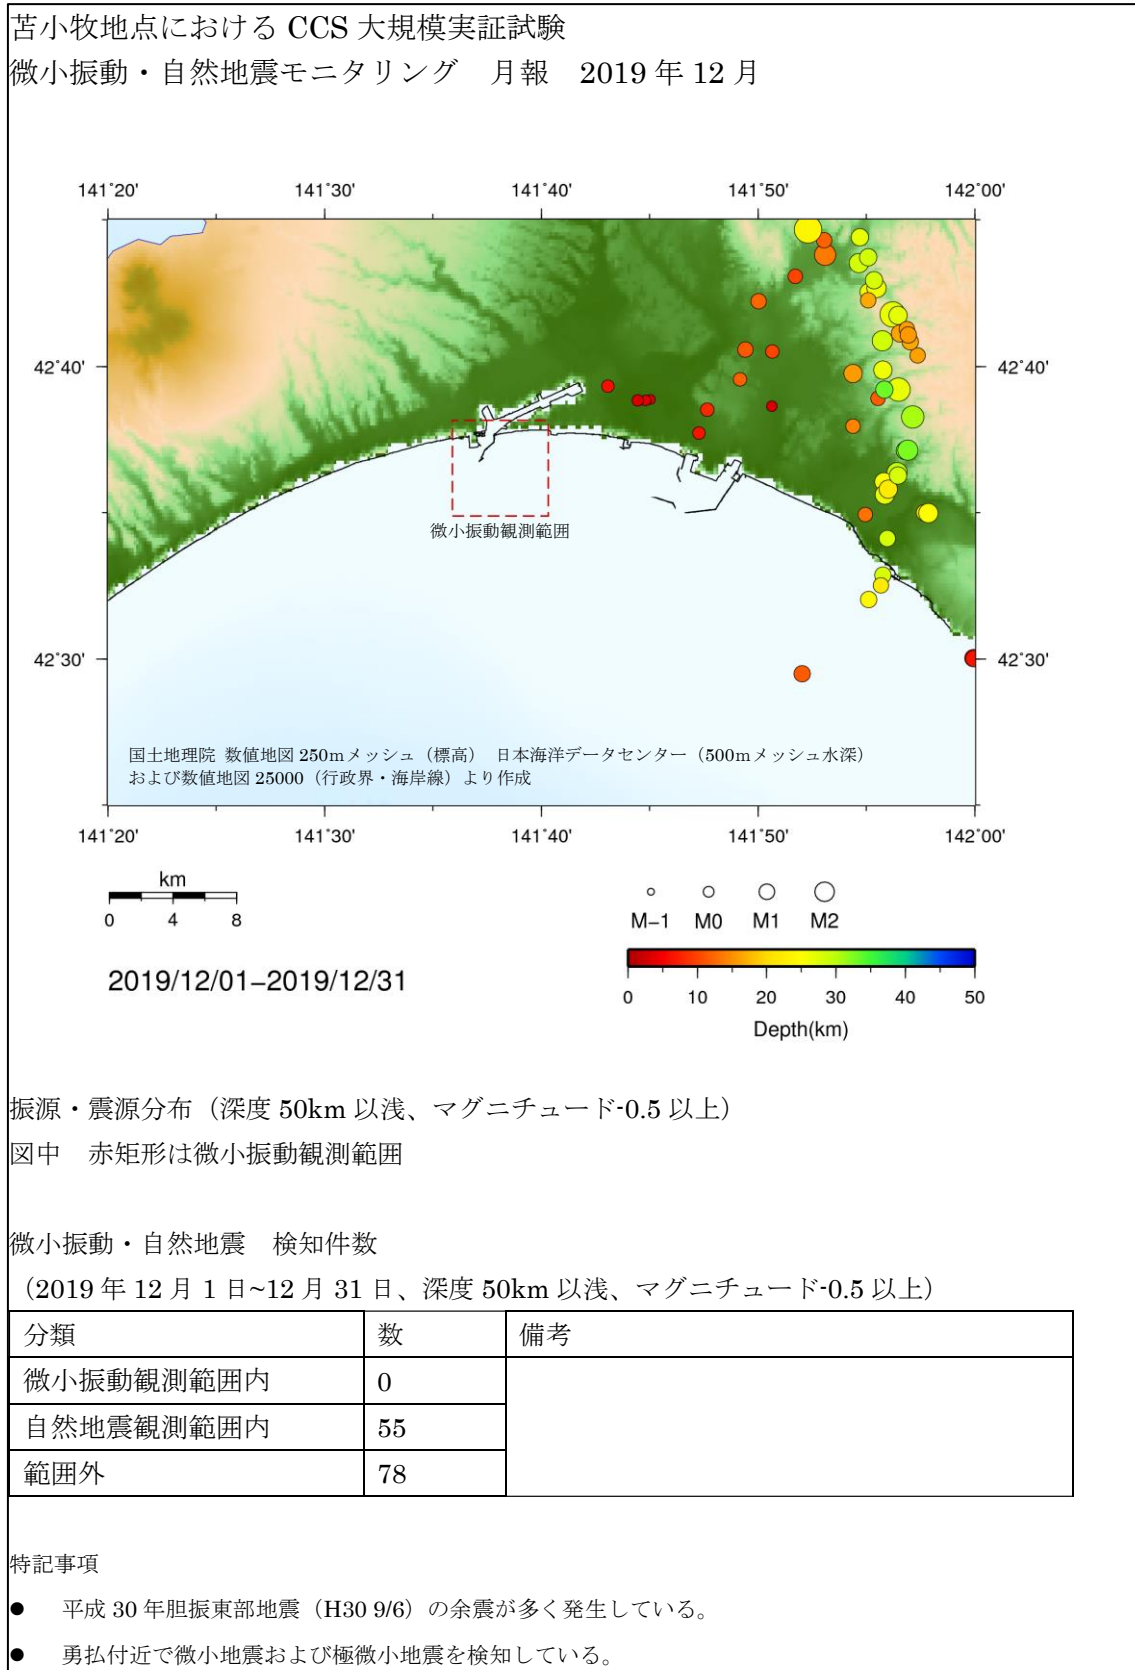 苫小牧地点における CCS 大規模実証試験
微小振動・自然地震モニタリング　月報　2019 年 12 月
141˚20' 141˚30' 141˚40' 141˚50' 142˚00'
42˚40' 42˚40'
微小振動観測範囲
42˚30' 42˚30'
国土地理院 数値地図 250mメッシュ（標高） 日本海洋データセンター（500mメッシュ水深）
および数値地図 25000（行政界・海岸線）より作成
141˚20' 141˚30' 141˚40' 141˚50' 142˚00'
km
0 4 8
M−1 M0 M1 M2
2019/12/01−2019/12/31
0 10 20 30 40 50
Depth(km)
振源・震源分布（深度 50km 以浅、マグニチュード-0.5 以上）
図中　赤矩形は微小振動観測範囲
微小振動・自然地震　検知件数
（2019 年 12 月 1 日~12 月 31 日、深度 50km 以浅、マグニチュード-0.5 以上）
分類 数 備考
微小振動観測範囲内 0
自然地震観測範囲内 55
範囲外 78
特記事項
● 平成 30 年胆振東部地震（H30 9/6）の余震が多く発生している。
● 勇払付近で微小地震および極微小地震を検知している。